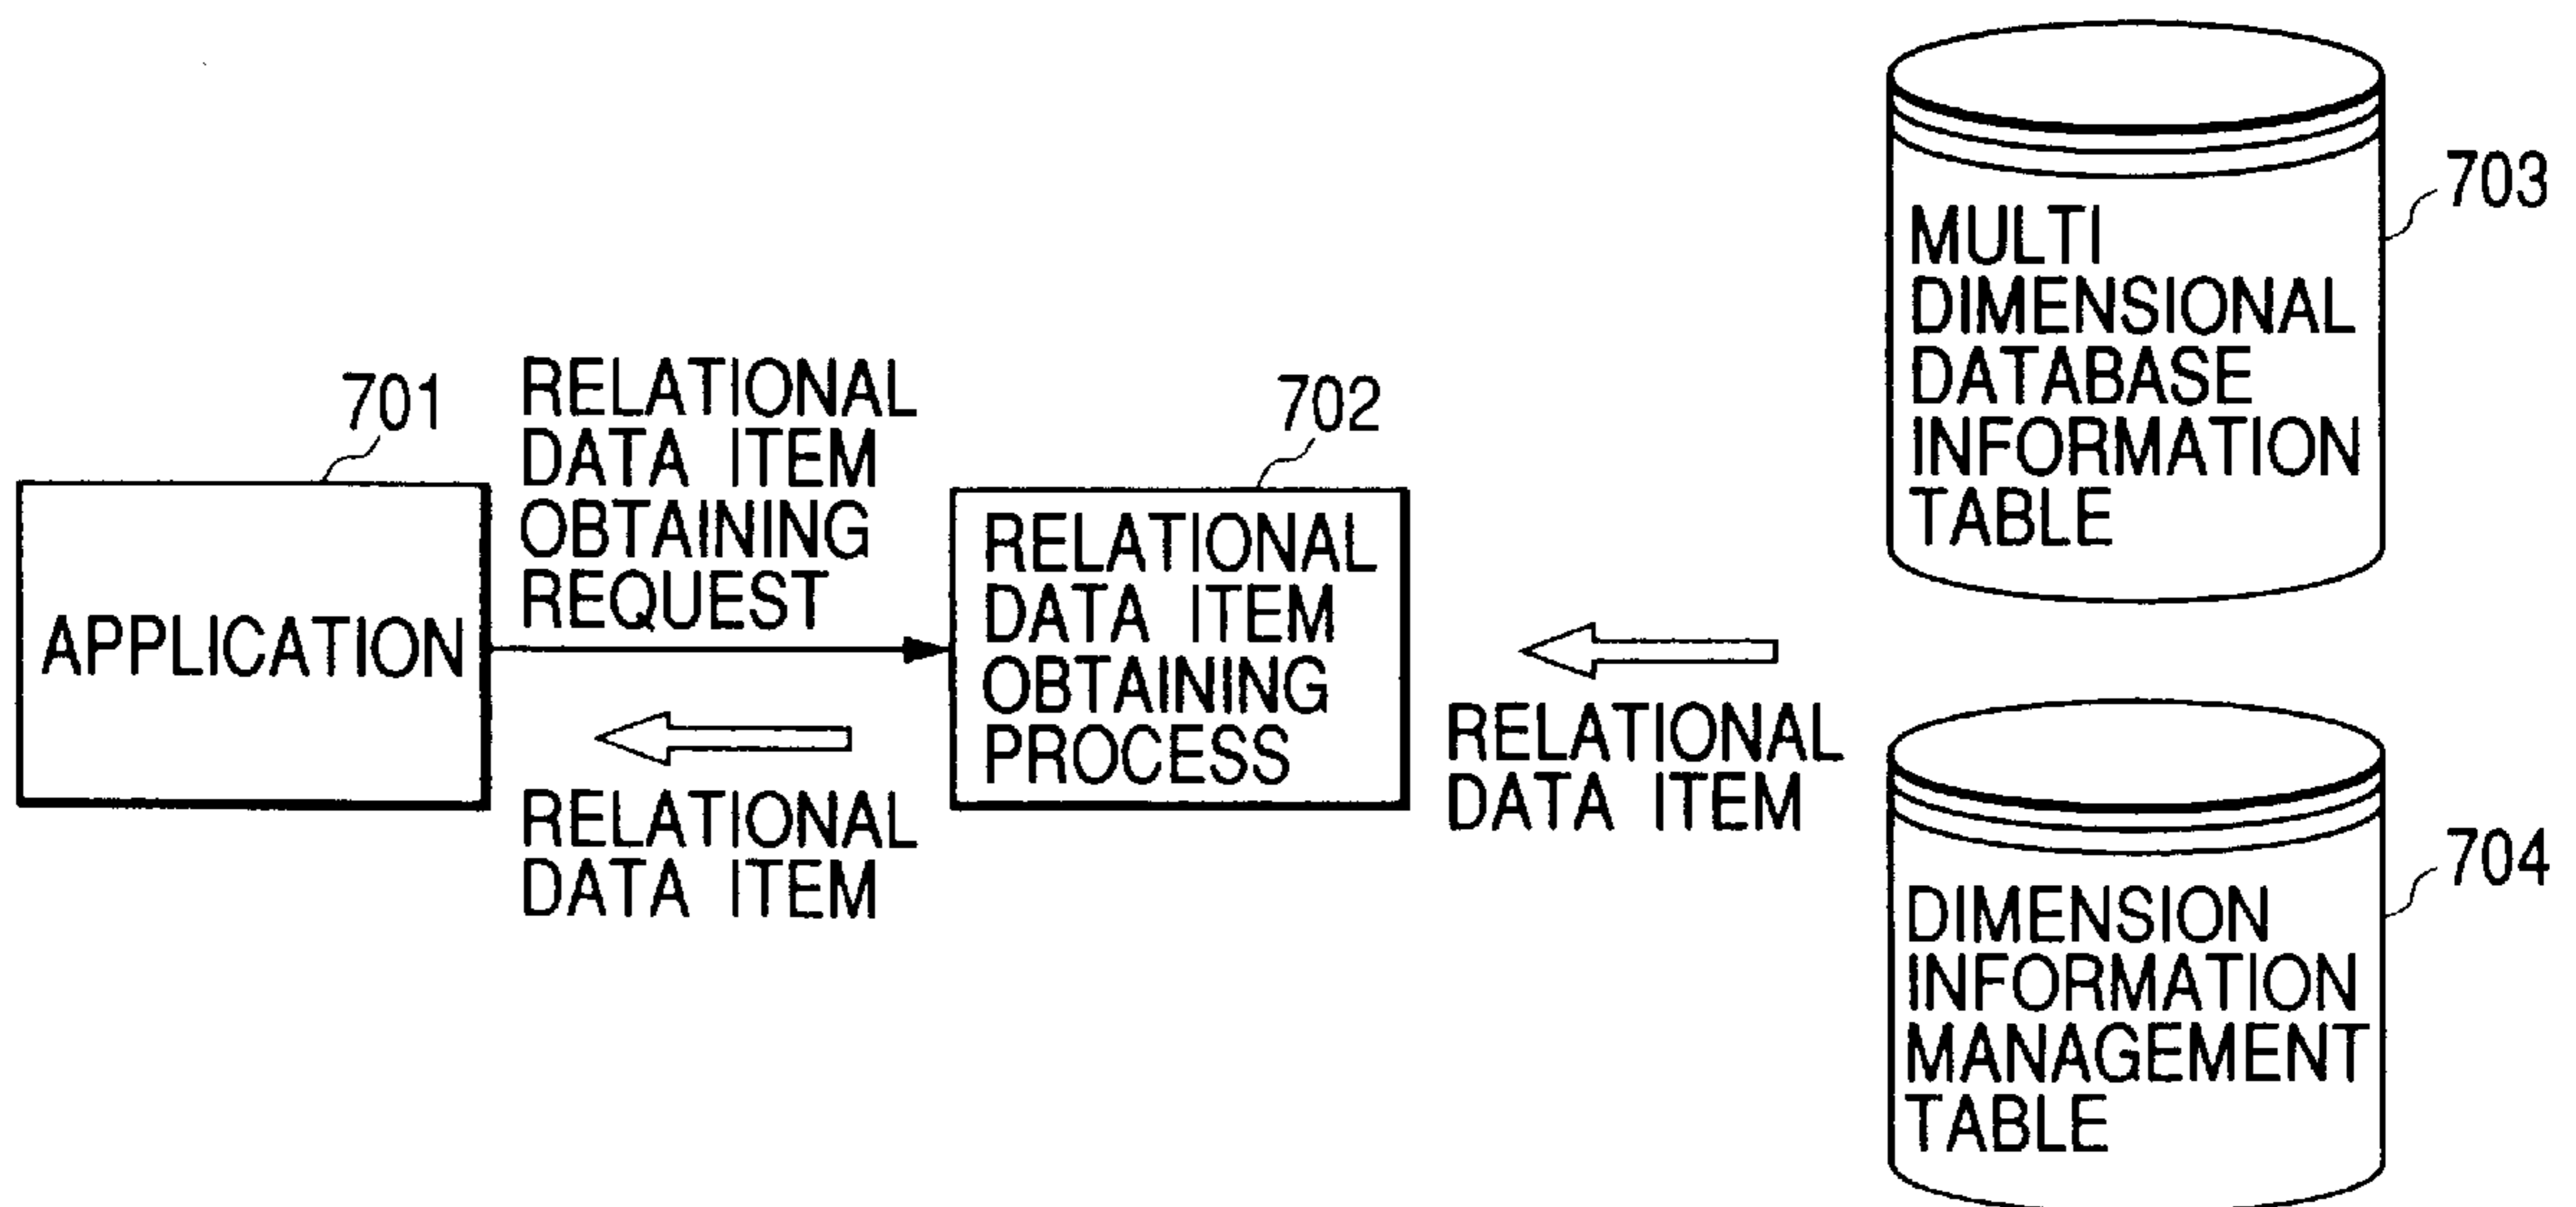 701
APPLICATION
RELATIONAL
DATA ITEM
OBTAINING
REQUEST
RELATIONAL
DATA ITEM
702
RELATIONAL
DATA ITEM
OBTAINING
PROCESS
RELATIONAL
DATA ITEM
703
MULTI
DIMENSIONAL
DATABASE
INFORMATION
TABLE
704
DIMENSION
INFORMATION
MANAGEMENT
TABLE